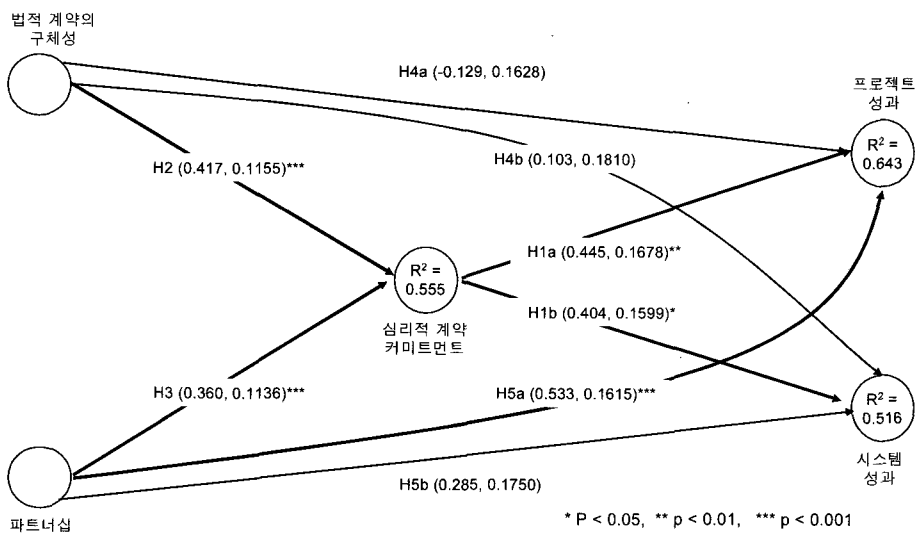 법적 계약의
구체성
H4a (-0.129, 0.1628)
프로젝트
성과
R² =
0.643
H4b (0.103, 0.1810)
H2 (0.417, 0.1155)***
H1a (0.445, 0.1678)**
R² =
0.555
심리적 계약
커미트먼트
H1b (0.404, 0.1599)*
H3 (0.360, 0.1136)***
H5a (0.533, 0.1615)***
R² =
0.516
시스템
성과
H5b (0.285, 0.1750)
파트너십
* P < 0.05, ** p < 0.01, *** p < 0.001